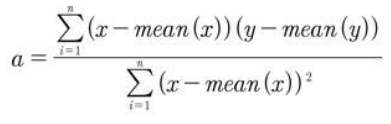 a = \frac{\sum_{i=1}^{n}(x - mean(x))(y - mean(y))}{\sum_{i=1}^{n}(x - mean(x))^2}